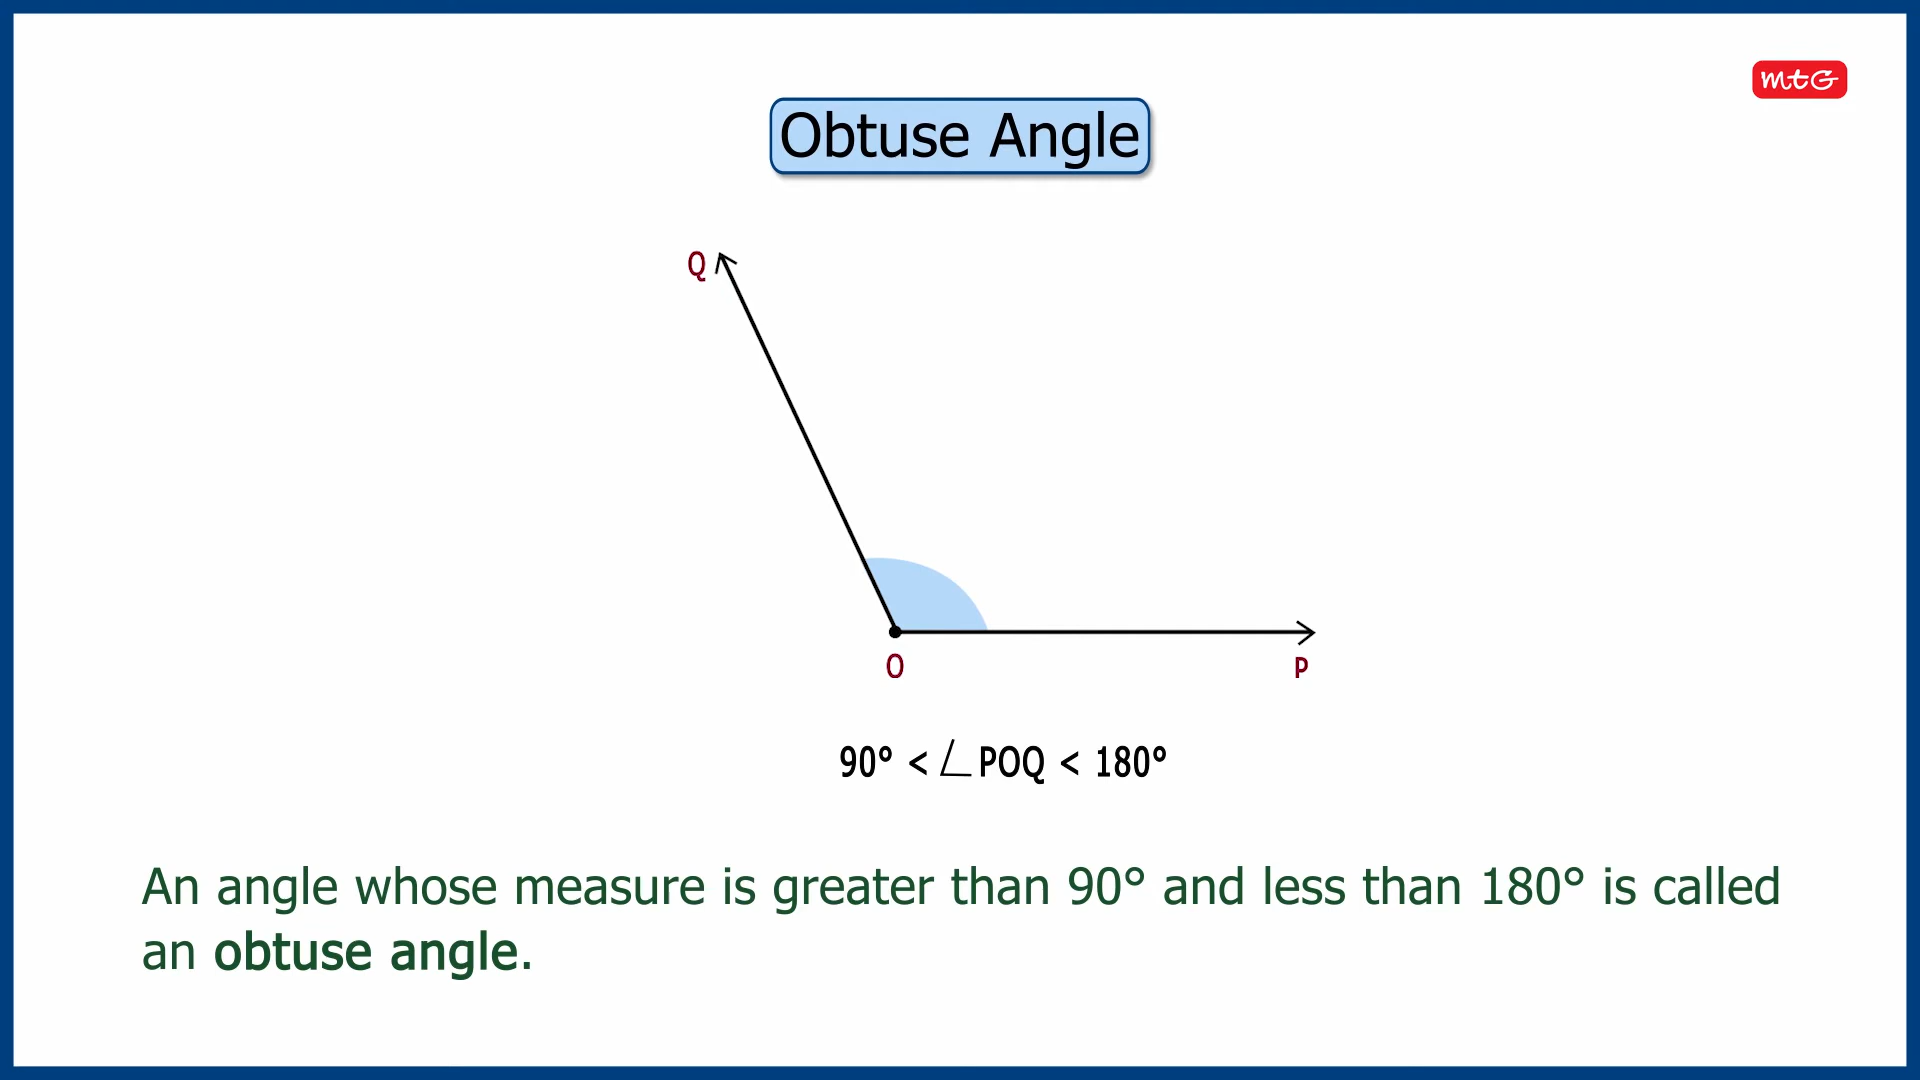 mtG
Obtuse Angle
Q
O
P
90° < ∠POQ < 180°
An angle whose measure is greater than 90° and less than 180° is called
an obtuse angle.